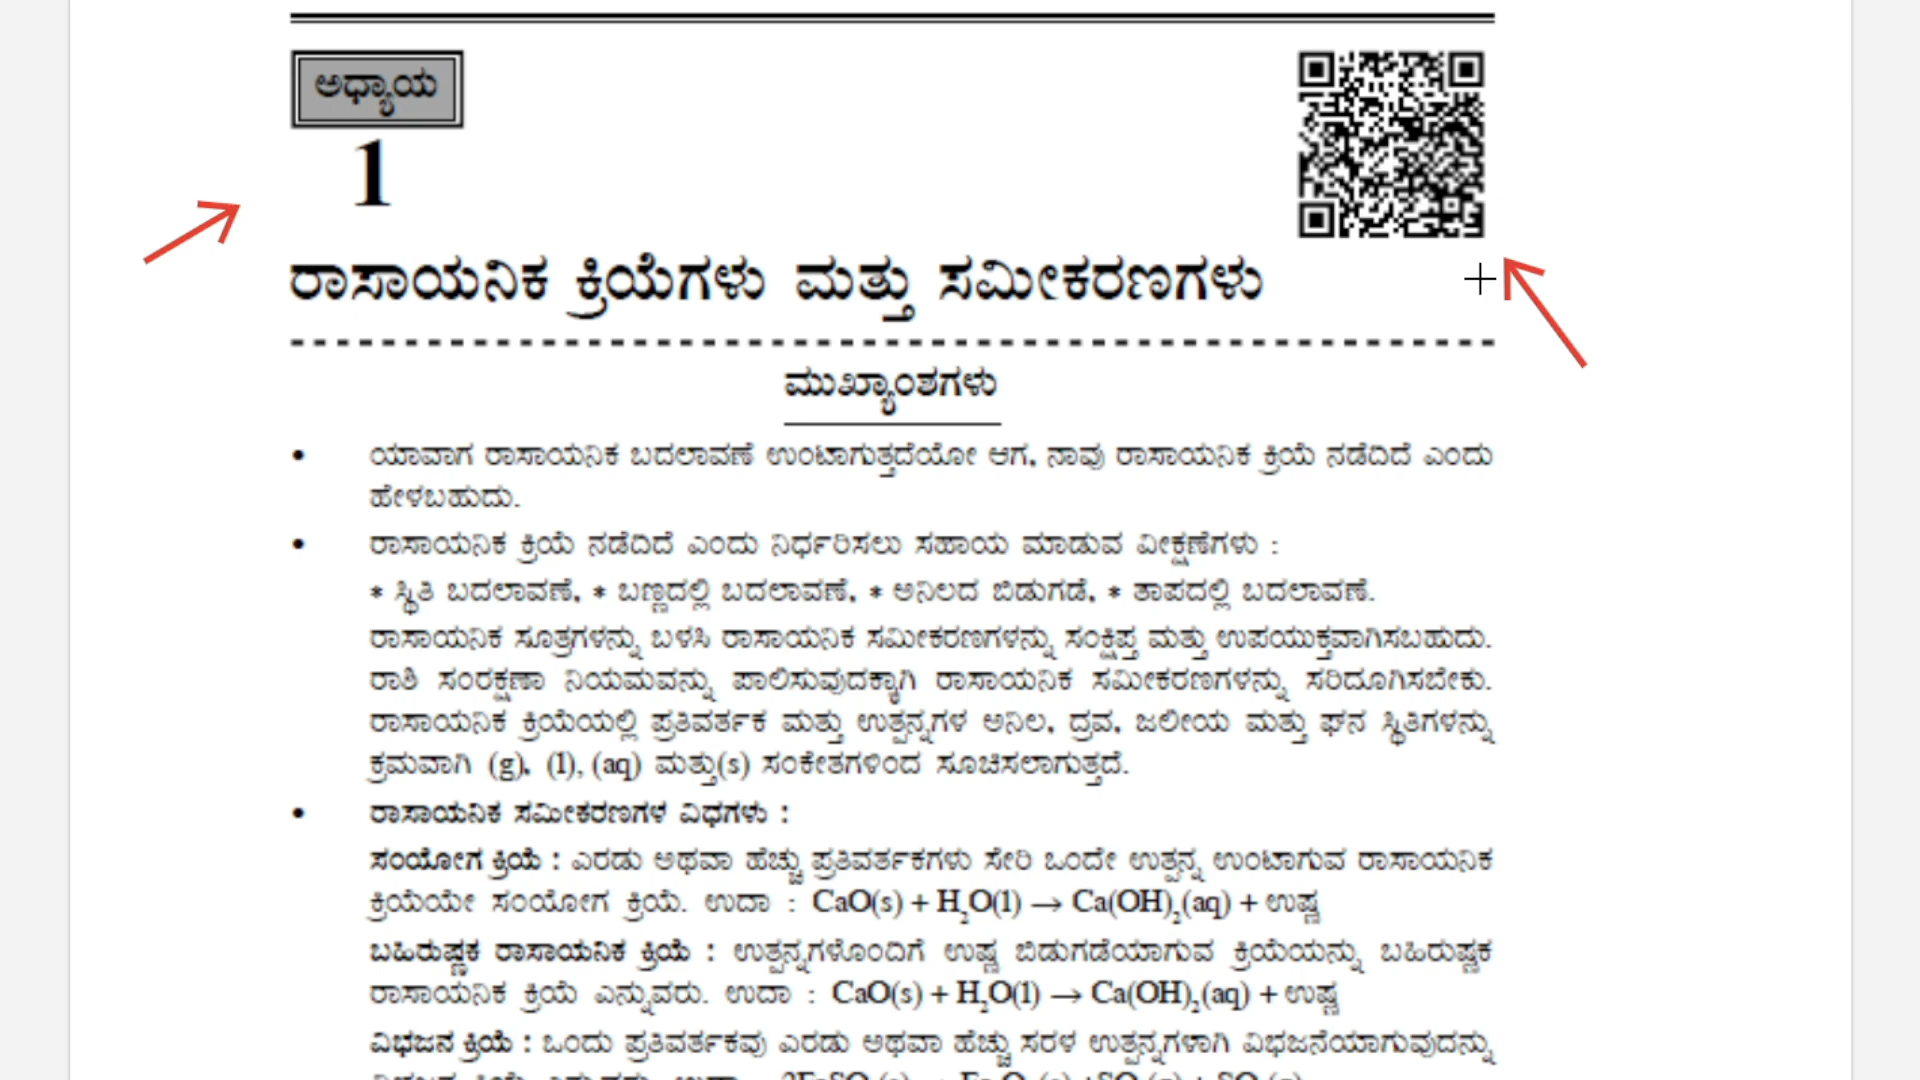 ಅಧ್ಯಾಯ
1
ರಾಸಾಯನಿಕ ಕ್ರಿಯೆಗಳು ಮತ್ತು ಸಮೀಕರಣಗಳು
ಮುಖ್ಯಾಂಶಗಳು
• ಯಾವಾಗ ರಾಸಾಯನಿಕ ಬದಲಾವಣೆ ಉಂಟಾಗುತ್ತದೆಯೋ ಆಗ, ನಾವು ರಾಸಾಯನಿಕ ಕ್ರಿಯೆ ನಡೆದಿದೆ ಎಂದು
ಹೇಳಬಹುದು.
• ರಾಸಾಯನಿಕ ಕ್ರಿಯೆ ನಡೆದಿದೆ ಎಂದು ನಿರ್ಧರಿಸಲು ಸಹಾಯ ಮಾಡುವ ವೀಕ್ಷಣೆಗಳು :
* ಸ್ಥಿತಿ ಬದಲಾವಣೆ, * ಬಣ್ಣದಲ್ಲಿ ಬದಲಾವಣೆ, * ಅನಿಲದ ಬಿಡುಗಡೆ, * ತಾಪದಲ್ಲಿ ಬದಲಾವಣೆ.
ರಾಸಾಯನಿಕ ಸೂತ್ರಗಳನ್ನು ಬಳಸಿ ರಾಸಾಯನಿಕ ಸಮೀಕರಣಗಳನ್ನು ಸಂಕ್ಷಿಪ್ತ ಮತ್ತು ಉಪಯುಕ್ತವಾಗಿಸಬಹುದು.
ರಾಶಿ ಸಂರಕ್ಷಣಾ ನಿಯಮವನ್ನು ಪಾಲಿಸುವುದಕ್ಕಾಗಿ ರಾಸಾಯನಿಕ ಸಮೀಕರಣಗಳನ್ನು ಸರಿದೂಗಿಸಬೇಕು.
ರಾಸಾಯನಿಕ ಕ್ರಿಯೆಯಲ್ಲಿ ಪ್ರತಿವರ್ತಕ ಮತ್ತು ಉತ್ಪನ್ನಗಳ ಅನಿಲ, ದ್ರವ, ಜಲೀಯ ಮತ್ತು ಘನ ಸ್ಥಿತಿಗಳನ್ನು
ಕ್ರಮವಾಗಿ (g), (l), (aq) ಮತ್ತು(s) ಸಂಕೇತಗಳಿಂದ ಸೂಚಿಸಲಾಗುತ್ತದೆ.
• ರಾಸಾಯನಿಕ ಸಮೀಕರಣಗಳ ವಿಧಗಳು :
ಸಂಯೋಗ ಕ್ರಿಯೆ : ಎರಡು ಅಥವಾ ಹೆಚ್ಚು ಪ್ರತಿವರ್ತಕಗಳು ಸೇರಿ ಒಂದೇ ಉತ್ಪನ್ನ ಉಂಟಾಗುವ ರಾಸಾಯನಿಕ
ಕ್ರಿಯೆಯೇ ಸಂಯೋಗ ಕ್ರಿಯೆ. ಉದಾ : CaO(s) + H₂O(l) → Ca(OH)₂(aq) + ಉಷ್ಣ
ಬಹಿರುಷ್ಣಕ ರಾಸಾಯನಿಕ ಕ್ರಿಯೆ : ಉತ್ಪನ್ನಗಳೊಂದಿಗೆ ಉಷ್ಣ ಬಿಡುಗಡೆಯಾಗುವ ಕ್ರಿಯೆಯನ್ನು ಬಹಿರುಷ್ಣಕ
ರಾಸಾಯನಿಕ ಕ್ರಿಯೆ ಎನ್ನುವರು. ಉದಾ : CaO(s) + H₂O(l) → Ca(OH)₂(aq) + ಉಷ್ಣ
ವಿಭಜನ ಕ್ರಿಯೆ : ಒಂದು ಪ್ರತಿವರ್ತಕವು ಎರಡು ಅಥವಾ ಹೆಚ್ಚು ಸರಳ ಉತ್ಪನ್ನಗಳಾಗಿ ವಿಭಜನೆಯಾಗುವುದನ್ನು